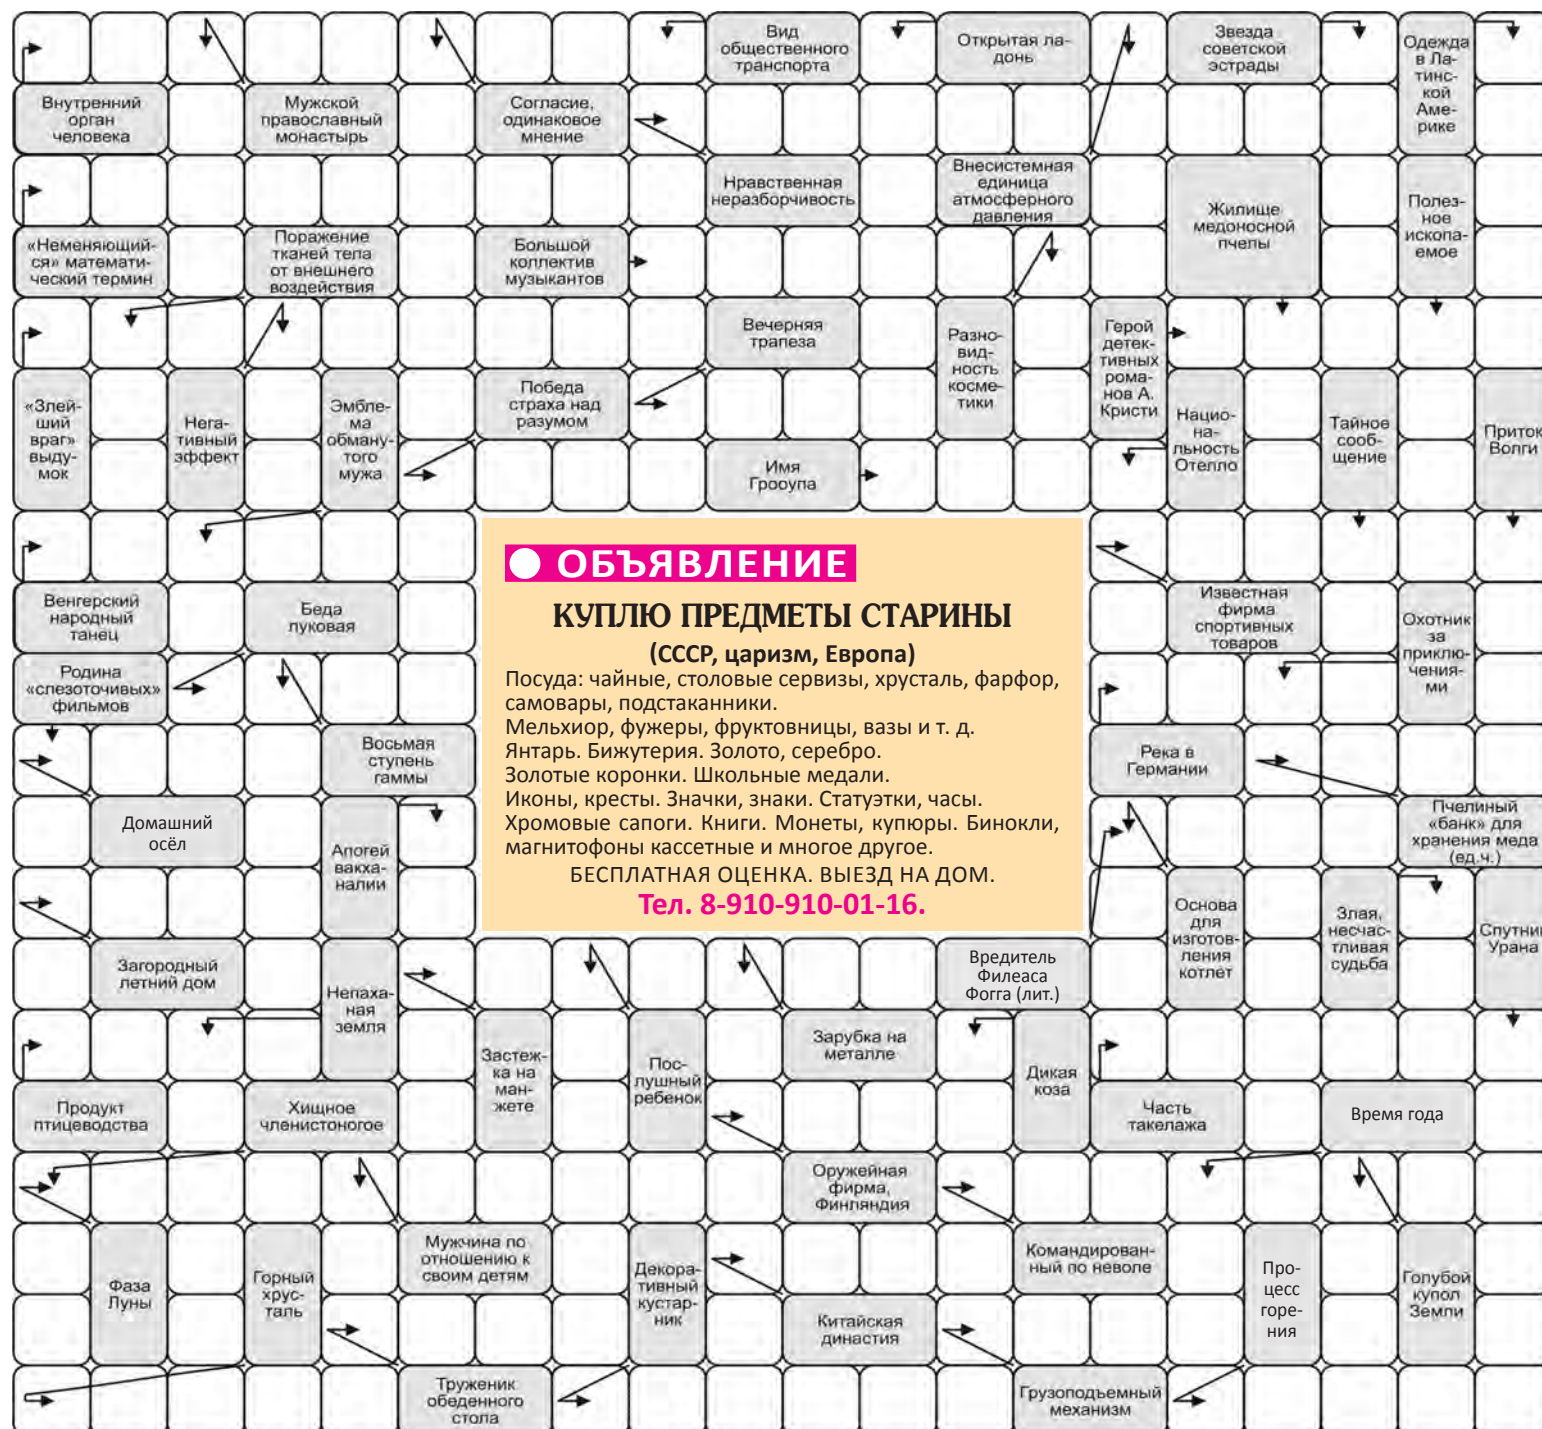 Вид
общественного
транспорта
Открытая ла-
донь
Звезда
советской
эстрады
Одежда
в Ла-
тинс-
кой
Аме-
рике
Внутренний
орган
человека
Мужской
православный
монастырь
Согласие,
одинаковое
мнение
Нравственная
неразборчивость
Внесистемная
единица
атмосферного
давления
Жилище
медоносной
пчелы
Полез-
ное
ископа-
емое
«Неменяющий-
ся» математи-
ческий термин
Поражение
тканей тела
от внешнего
воздействия
Большой
коллектив
музыкантов
Вечерняя
трапеза
Разно-
вид-
ность
косме-
тики
Герой
детек-
тивных
рома-
нов А.
Кристи
«Злей-
ший
враг»
выду-
мок
Нега-
тивный
эффект
Эмбле-
ма
обману-
того
мужа
Победа
страха над
разумом
Нацио-
на-
льность
Отелло
Тайное
сооб-
щение
Приток
Волги
Имя
Грооупа
ОБЪЯВЛЕНИЕ
КУПЛЮ ПРЕДМЕТЫ СТАРИНЫ
(СССР, царизм, Европа)
Посуда: чайные, столовые сервизы, хрусталь, фарфор,
самовары, подстаканники.
Мельхиор, фужеры, фруктовницы, вазы и т. д.
Янтарь. Бижутерия. Золото, серебро.
Золотые коронки. Школьные медали.
Иконы, кресты. Значки, знаки. Статуэтки, часы.
Хромовые сапоги. Книги. Монеты, купюры. Бинокли,
магнитофоны кассетные и многое другое.
БЕСПЛАТНАЯ ОЦЕНКА. ВЫЕЗД НА ДОМ.
Тел. 8-910-910-01-16.
Венгерский
народный
танец
Беда
луковая
Известная
фирма
спортивных
товаров
Охотник
за
приклю-
чения-
ми
Родина
«слезоточивых»
фильмов
Восьмая
ступень
гаммы
Река в
Германии
Домашний
осёл
Апогей
вакха-
налии
Пчелиный
«банк» для
хранения меда
(ед.ч.)
Основа
для
изготов-
ления
котлет
Злая,
несчас-
тливая
судьба
Спутник
Урана
Загородный
летний дом
Непаха-
ная
земля
Вредитель
Филеаса
Фогга (лит.)
Застеж-
ка на
ман-
жете
Пос-
лушный
ребенок
Зарубка на
металле
Дикая
коза
Продукт
птицеводства
Хищное
членистоногое
Часть
такелажа
Время года
Оружейная
фирма,
Финляндия
Фаза
Луны
Горный
хрус-
таль
Мужчина по
отношению к
своим детям
Декора-
тивный
кустар-
ник
Командирован-
ный по неволе
Про-
цесс
горе-
ния
Голубой
купол
Земли
Китайская
династия
Труженик
обеденного
стола
Грузоподъемный
механизм